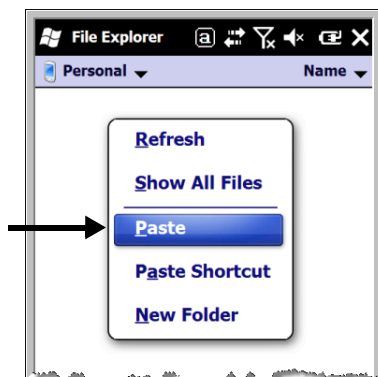 File Explorer a
Personal Name
Refresh
Show All Files
Paste
Paste Shortcut
New Folder